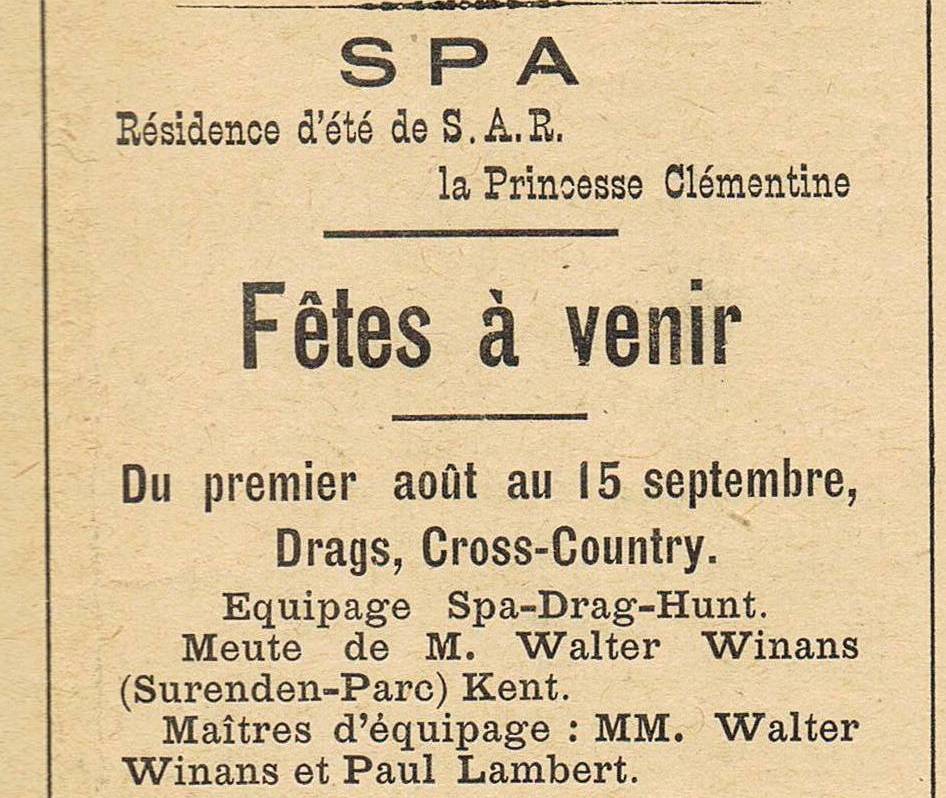 SPA
Résidence d'été de S.A.R.
la Princesse Clémentine
Fêtes à venir
Du premier août au 15 septembre,
Drags, Cross-Country.
Equipage Spa-Drag-Hunt.
Meute de M. Walter Winans
(Surenden-Parc) Kent.
Maîtres d'équipage : MM. Walter
Winans et Paul Lambert.